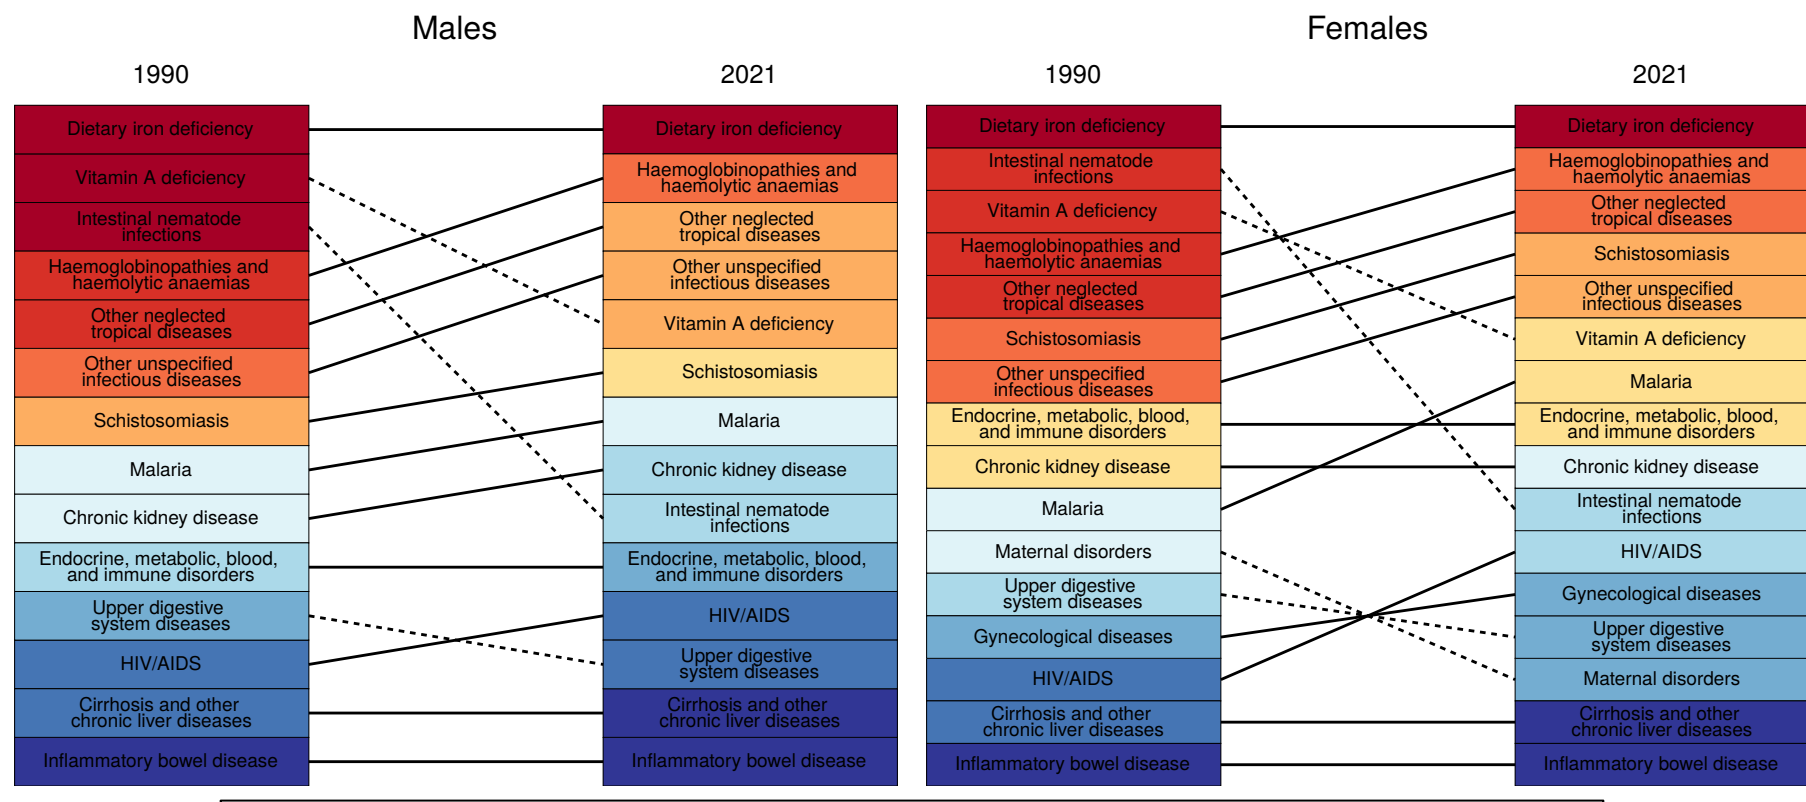 Males
1990
2021
Dietary iron deficiency
Vitamin A deficiency
Intestinal nematode
infections
Haemoglobinopathies and
haemolytic anaemias
Other neglected
tropical diseases
Other unspecified
infectious diseases
Schistosomiasis
Malaria
Chronic kidney disease
Endocrine, metabolic, blood,
and immune disorders
Upper digestive
system diseases
HIV/AIDS
Cirrhosis and other
chronic liver diseases
Inflammatory bowel disease
Dietary iron deficiency
Haemoglobinopathies and
haemolytic anaemias
Other neglected
tropical diseases
Other unspecified
infectious diseases
Vitamin A deficiency
Schistosomiasis
Malaria
Chronic kidney disease
Intestinal nematode
infections
Endocrine, metabolic, blood,
and immune disorders
HIV/AIDS
Upper digestive
system diseases
Cirrhosis and other
chronic liver diseases
Inflammatory bowel disease
Females
1990
2021
Dietary iron deficiency
Intestinal nematode
infections
Vitamin A deficiency
Haemoglobinopathies and
haemolytic anaemias
Other neglected
tropical diseases
Schistosomiasis
Other unspecified
infectious diseases
Endocrine, metabolic, blood,
and immune disorders
Chronic kidney disease
Malaria
Maternal disorders
Upper digestive
system diseases
Gynecological diseases
HIV/AIDS
Cirrhosis and other
chronic liver diseases
Inflammatory bowel disease
Dietary iron deficiency
Haemoglobinopathies and
haemolytic anaemias
Other neglected
tropical diseases
Schistosomiasis
Other unspecified
infectious diseases
Vitamin A deficiency
Malaria
Endocrine, metabolic, blood,
and immune disorders
Chronic kidney disease
Intestinal nematode
infections
HIV/AIDS
Gynecological diseases
Upper digestive
system diseases
Maternal disorders
Cirrhosis and other
chronic liver diseases
Inflammatory bowel disease